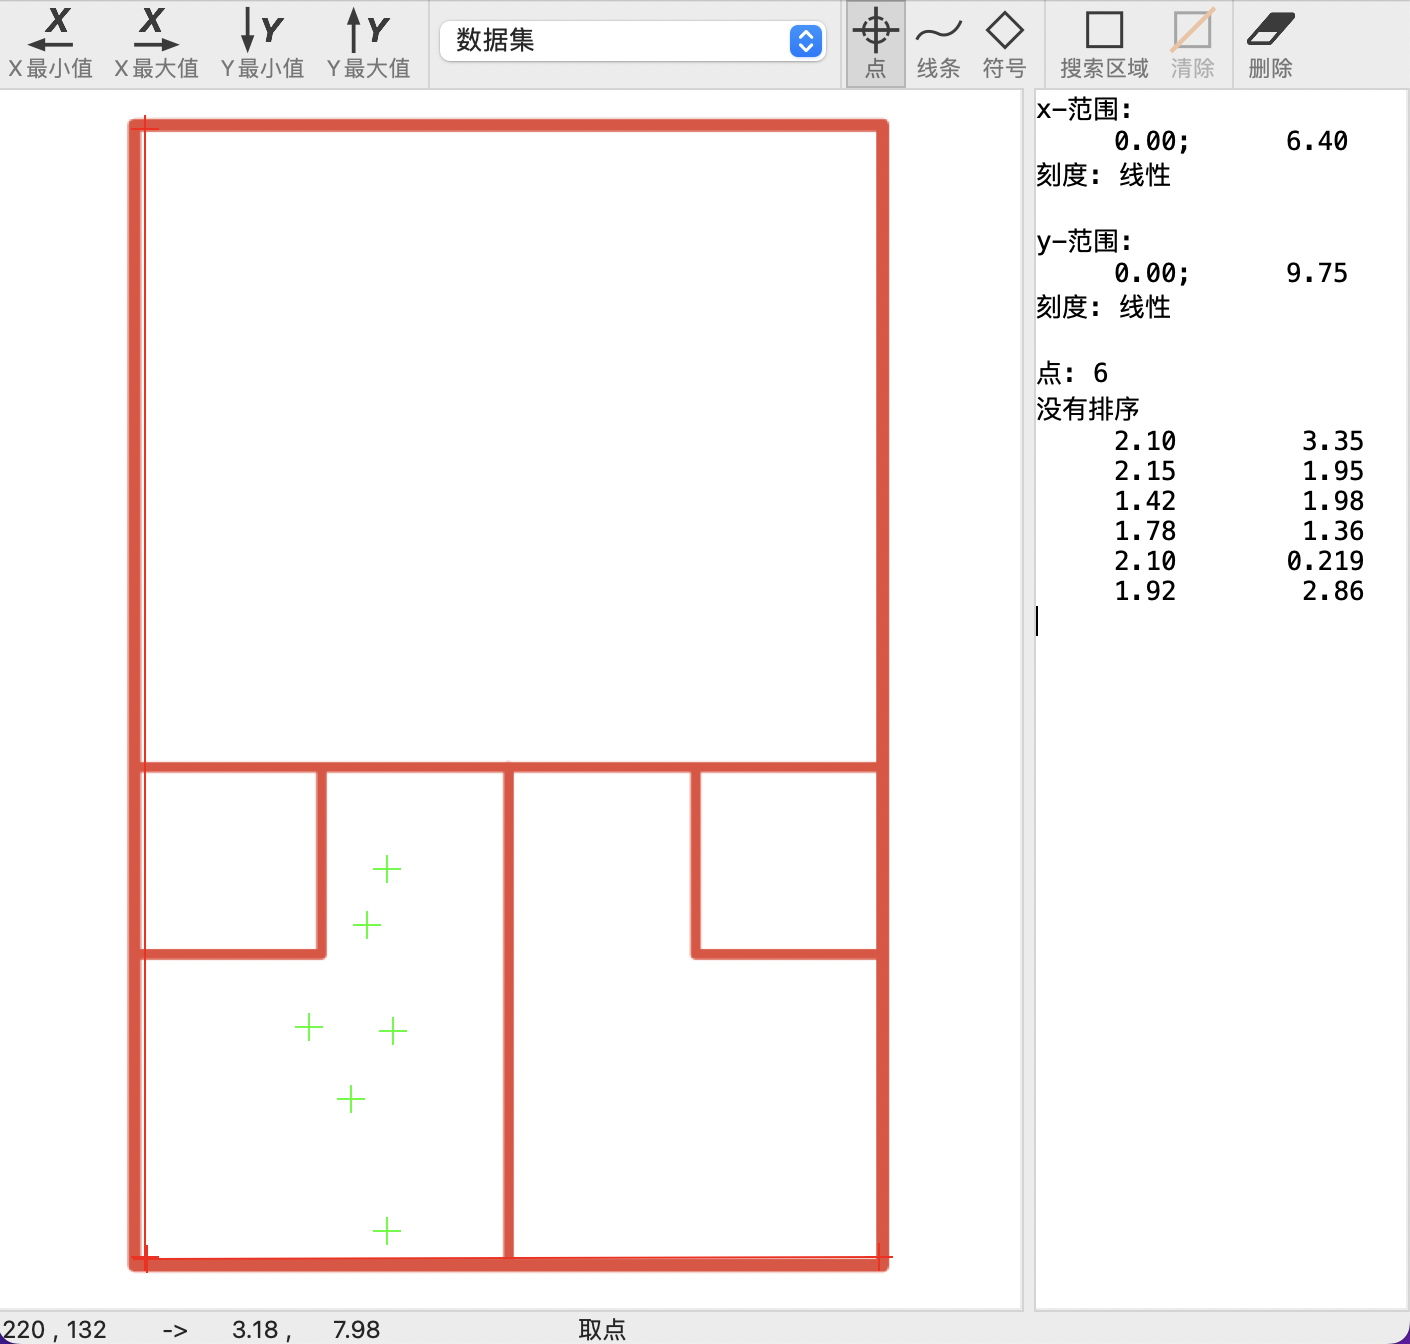 X Y X Y
X 最小值 X 最大值 Y 最小值 Y 最大值 数据集 点 线条 符号 搜索区域 清除 删除
x-范围:
0.00; 6.40
刻度: 线性
y-范围:
0.00; 9.75
刻度: 线性
点: 6
没有排序
2.10 3.35
2.15 1.95
1.42 1.98
1.78 1.36
2.10 0.219
1.92 2.86
220 , 132 -> 3.18 , 7.98 取点